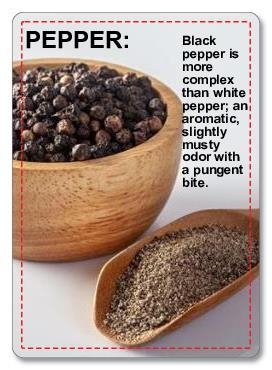 PEPPER:
Black
pepper is
more
complex
than white
pepper; an
aromatic,
slightly
musty
odor with
a pungent
bite.